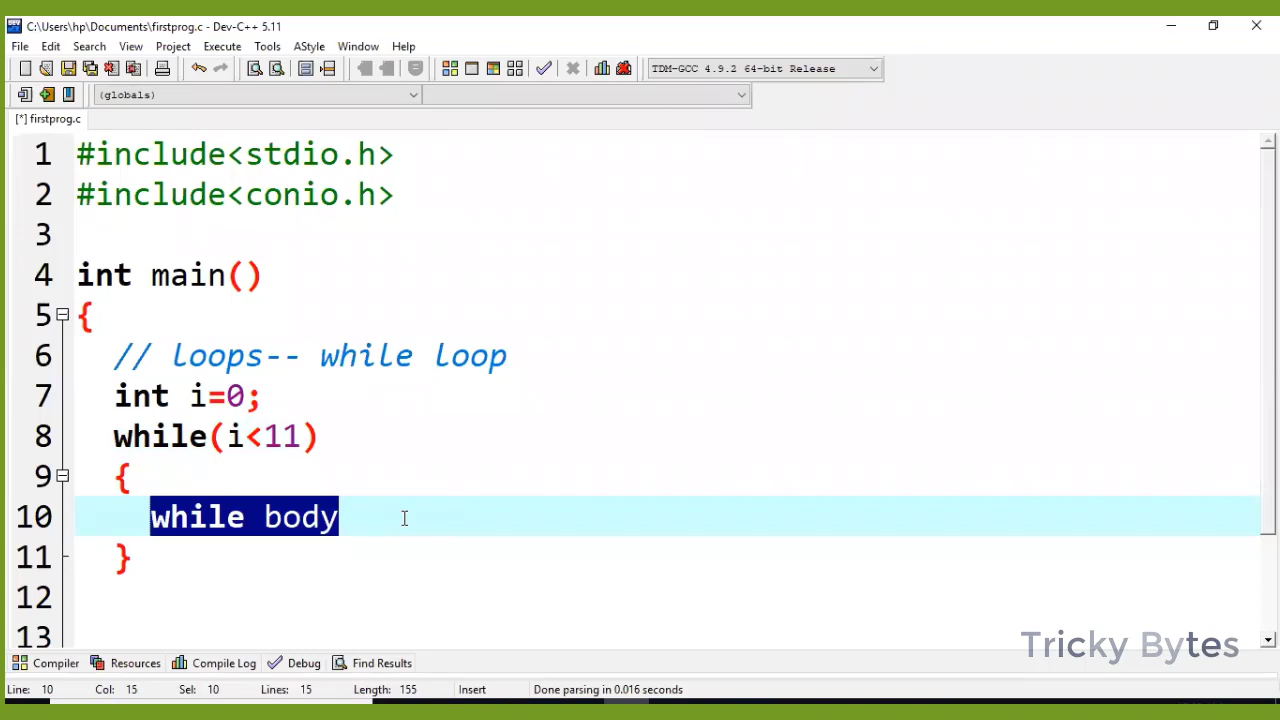 C:\Users\hp\Documents\firstprog.c - Dev-C++ 5.11
File Edit Search View Project Execute Tools AStyle Window Help
TDM-GCC 4.9.2 64-bit Release
(globals)
[*] firstprog.c
1 #include<stdio.h>
2 #include<conio.h>
3
4 int main()
5 {
6 // loops-- while loop
7 int i=0;
8 while(i<11)
9 {
10 while body
11 }
12
13
Tricky Bytes
Compiler Resources Compile Log Debug Find Results
Line: 10 Col: 15 Sel: 10 Lines: 15 Length: 155 Insert Done parsing in 0.016 seconds